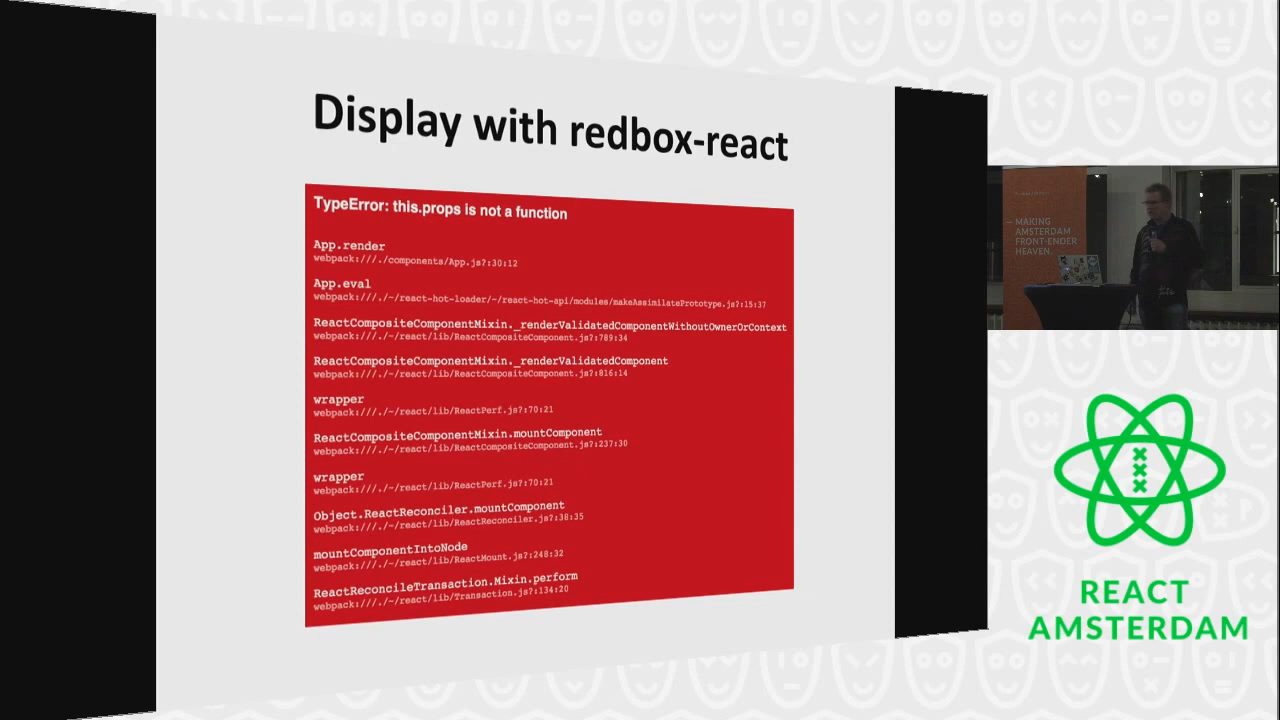 Display with redbox-react
TypeError: this.props is not a function
App.render
webpack:///./components/App.js?:30:12
App.eval
webpack:///./~/react-hot-loader/~/react-hot-api/modules/makeAssimilatePrototype.js?:15:37
ReactCompositeComponentMixin._renderValidatedComponentWithoutOwnerOrContext
webpack:///./~/react/lib/ReactCompositeComponent.js?:789:34
ReactCompositeComponentMixin._renderValidatedComponent
webpack:///./~/react/lib/ReactCompositeComponent.js?:816:14
wrapper
webpack:///./~/react/lib/ReactPerf.js?:70:21
ReactCompositeComponentMixin.mountComponent
webpack:///./~/react/lib/ReactCompositeComponent.js?:237:30
wrapper
webpack:///./~/react/lib/ReactPerf.js?:70:21
Object.ReactReconciler.mountComponent
webpack:///./~/react/lib/ReactReconciler.js?:38:35
mountComponentIntoNode
webpack:///./~/react/lib/ReactMount.js?:248:32
ReactReconcileTransaction.Mixin.perform
webpack:///./~/react/lib/Transaction.js?:134:20
— MAKING
AMSTERDAM
FRONT-ENDER
HEAVEN.
REACT
AMSTERDAM